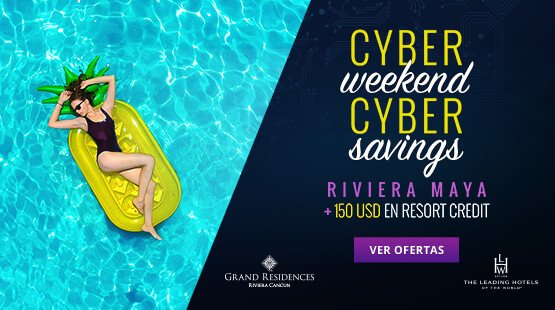 CYBER
weekend
CYBER
savings
RIVIERA MAYA
+ 150 USD EN RESORT CREDIT
VER OFERTAS
GRAND RESIDENCES
RIVIERA CANCUN
LHW
THE LEADING HOTELS
OF THE WORLD®